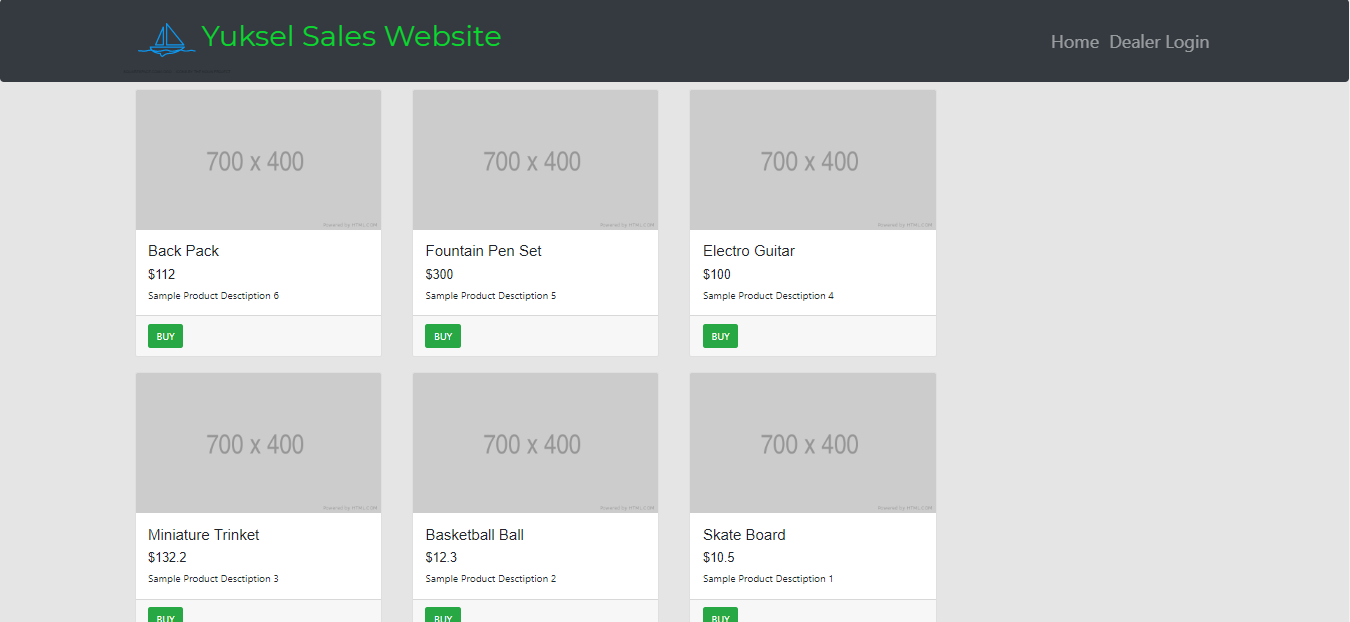 Yuksel Sales Website
Home Dealer Login
700 x 400
700 x 400
700 x 400
Powered by HTML.COM
Powered by HTML.COM
Powered by HTML.COM
Back Pack
Fountain Pen Set
Electro Guitar
$112
$300
$100
Sample Product Desctiption 6
Sample Product Desctiption 5
Sample Product Desctiption 4
BUY
BUY
BUY
700 x 400
700 x 400
700 x 400
Powered by HTML.COM
Powered by HTML.COM
Powered by HTML.COM
Miniature Trinket
Basketball Ball
Skate Board
$132.2
$12.3
$10.5
Sample Product Desctiption 3
Sample Product Desctiption 2
Sample Product Desctiption 1
BUY
BUY
BUY